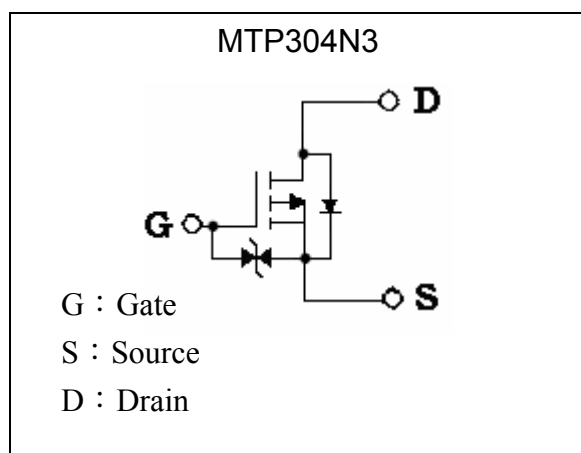 MTP304N3
D
G
S
G：Gate
S：Source
D：Drain